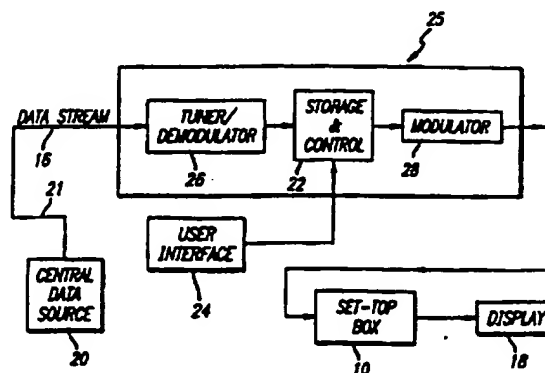 25
DATA STREAM
16
21
TUNER/
DEMODULATOR
26
STORAGE
&
CONTROL
22
MODULATOR
28
USER
INTERFACE
24
CENTRAL
DATA
SOURCE
20
SET-TOP
BOX
10
DISPLAY
18